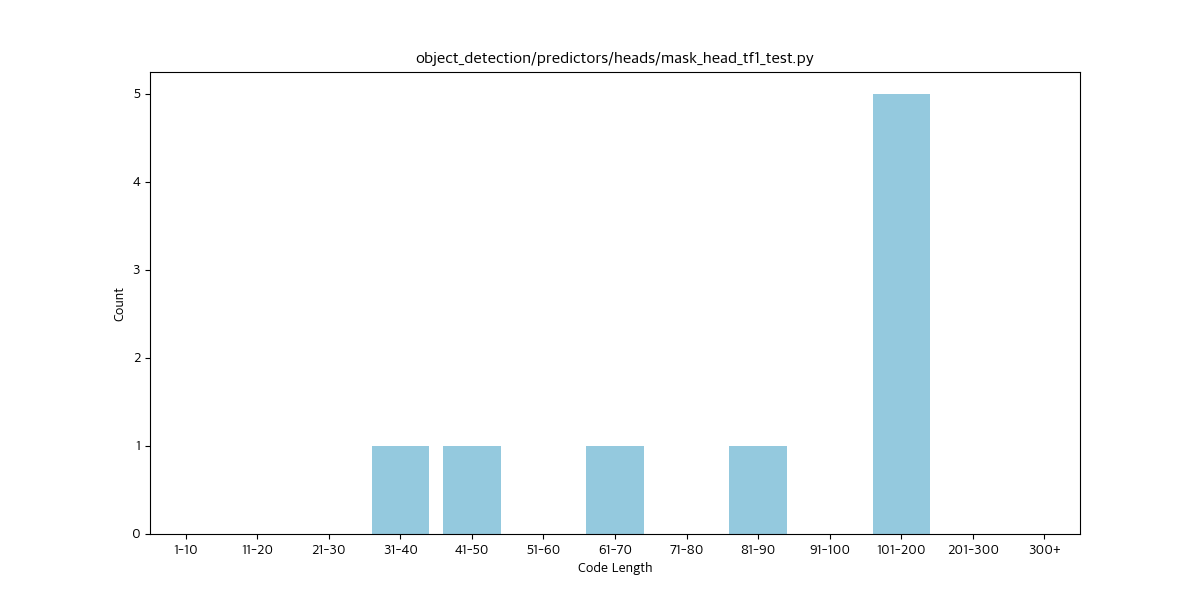 object_detection/predictors/heads/mask_head_tf1_test.py
5
4
3
2
1
0
Count
1-10 11-20 21-30 31-40 41-50 51-60 61-70 71-80 81-90 91-100 101-200 201-300 300+
Code Length